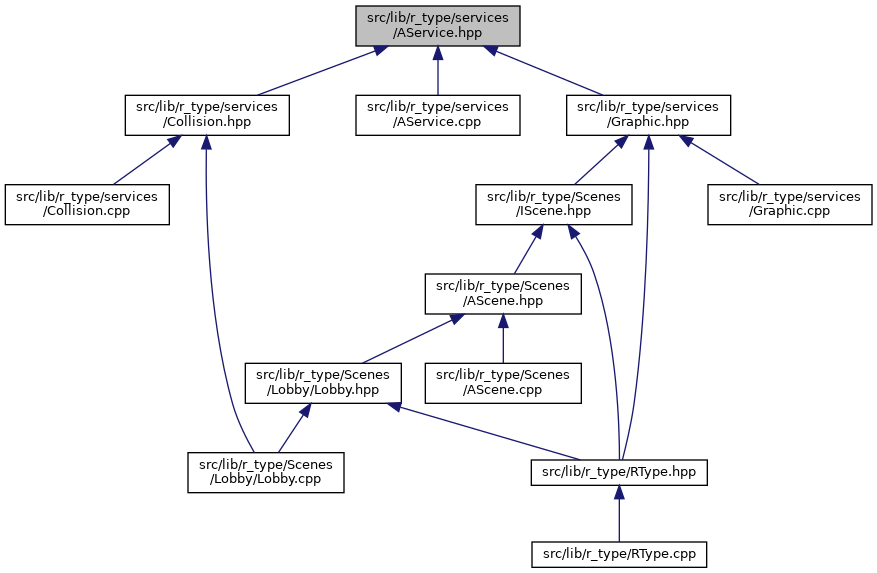 src/lib/r_type/services
/AService.hpp
src/lib/r_type/services
/Collision.hpp
src/lib/r_type/services
/AService.cpp
src/lib/r_type/services
/Graphic.hpp
src/lib/r_type/services
/Collision.cpp
src/lib/r_type/Scenes
/IScene.hpp
src/lib/r_type/services
/Graphic.cpp
src/lib/r_type/Scenes
/AScene.hpp
src/lib/r_type/Scenes
/Lobby/Lobby.hpp
src/lib/r_type/Scenes
/AScene.cpp
src/lib/r_type/Scenes
/Lobby/Lobby.cpp
src/lib/r_type/RType.hpp
src/lib/r_type/RType.cpp